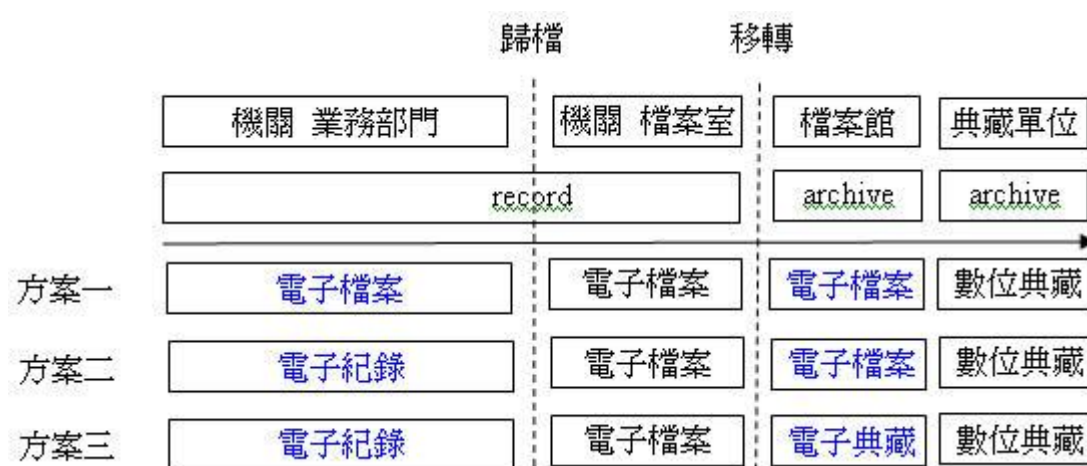 歸檔 移轉
機關 業務部門 機關 檔案室 檔案館 典藏單位
record archive archive
方案一 電子檔案 電子檔案 電子檔案 數位典藏
方案二 電子紀錄 電子檔案 電子檔案 數位典藏
方案三 電子紀錄 電子檔案 電子典藏 數位典藏